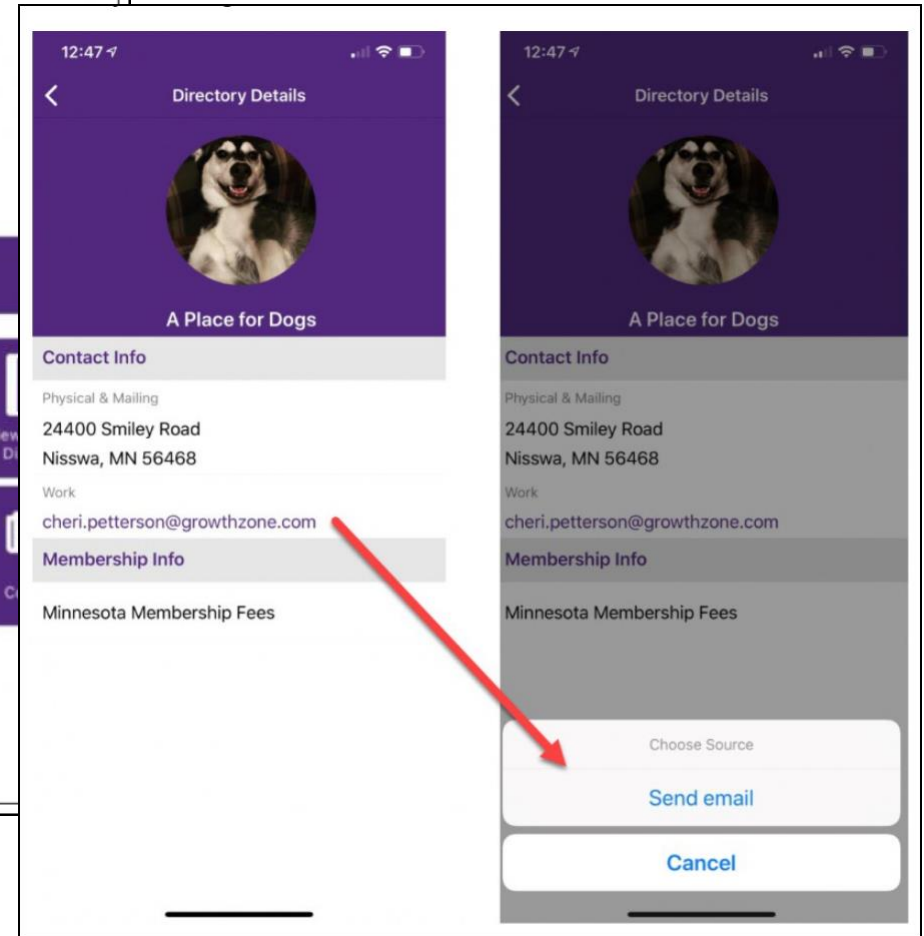 12:47
Directory Details
A Place for Dogs
Contact Info
Physical & Mailing
24400 Smiley Road
Nisswa, MN 56468
Work
cheri.petterson@growthzone.com
Membership Info
Minnesota Membership Fees
12:47
Directory Details
A Place for Dogs
Contact Info
Physical & Mailing
24400 Smiley Road
Nisswa, MN 56468
Work
cheri.petterson@growthzone.com
Membership Info
Minnesota Membership Fees
Choose Source
Send email
Cancel